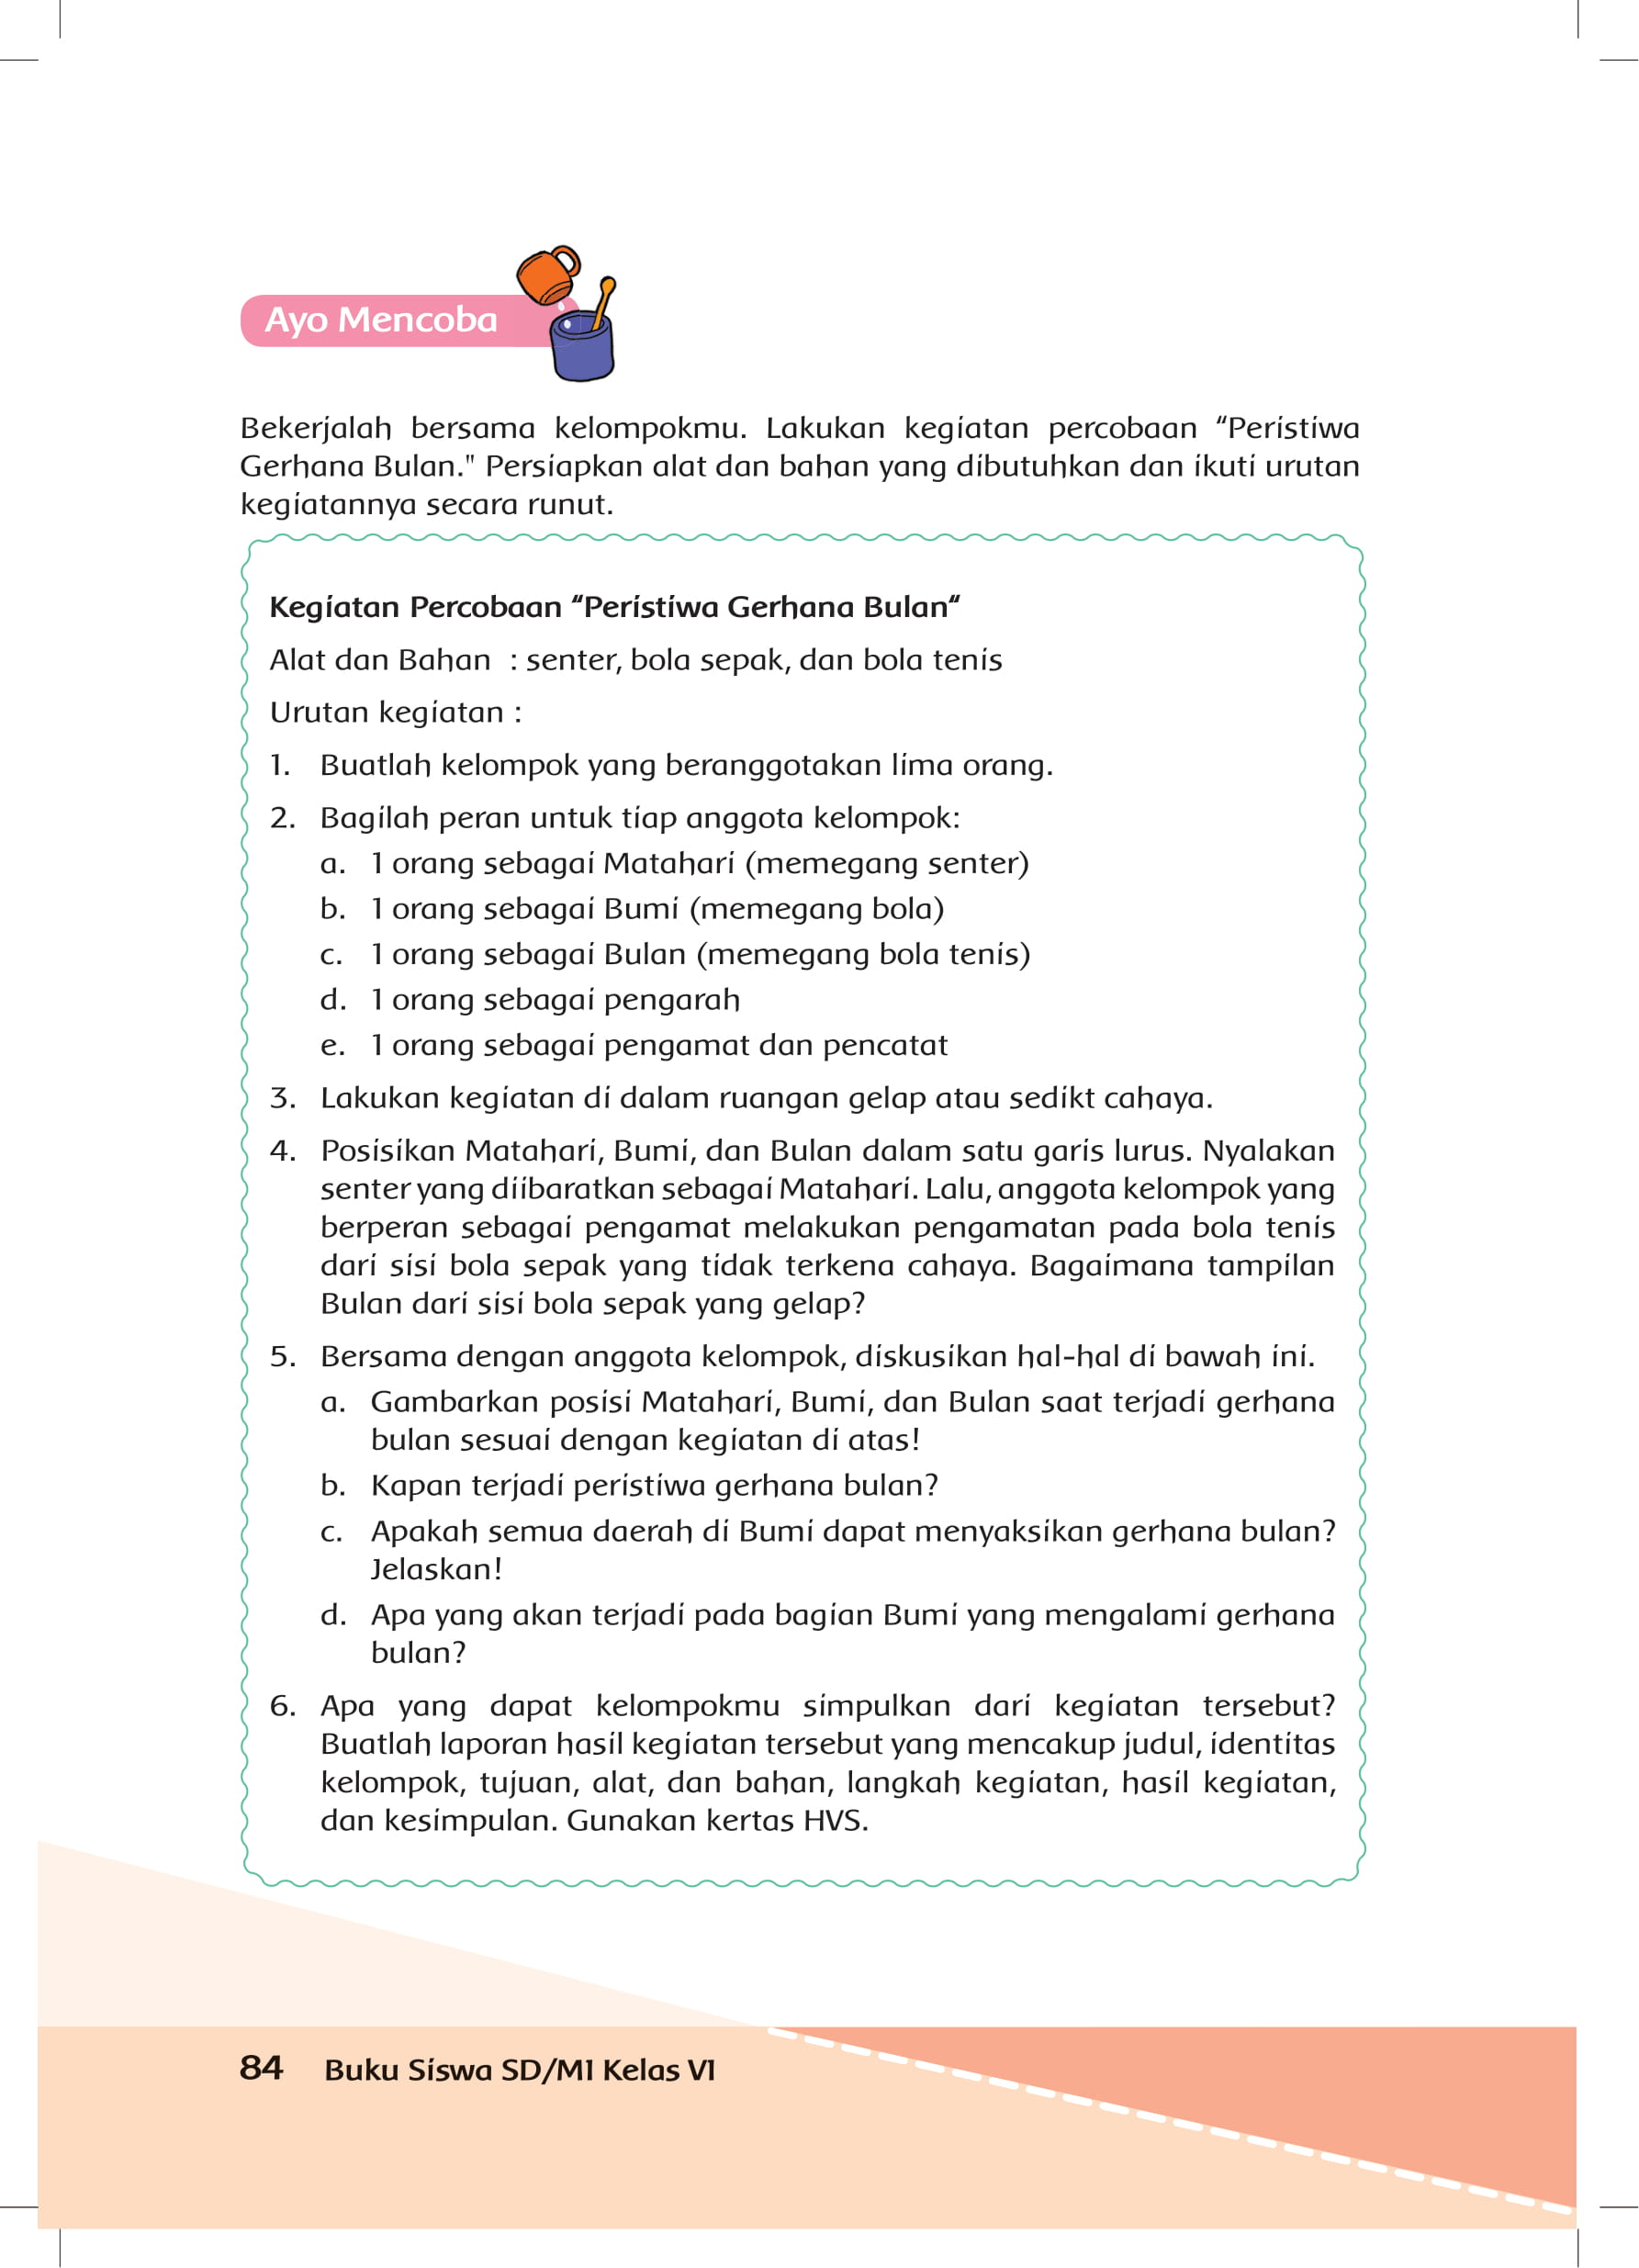 Ayo Mencoba
Bekerjalah bersama kelompokmu. Lakukan kegiatan percobaan “Peristiwa
Gerhana Bulan." Persiapkan alat dan bahan yang dibutuhkan dan ikuti urutan
kegiatannya secara runut.
Kegiatan Percobaan “Peristiwa Gerhana Bulan“
Alat dan Bahan : senter, bola sepak, dan bola tenis
Urutan kegiatan :
1. Buatlah kelompok yang beranggotakan lima orang.
2. Bagilah peran untuk tiap anggota kelompok:
a. 1 orang sebagai Matahari (memegang senter)
b. 1 orang sebagai Bumi (memegang bola)
c. 1 orang sebagai Bulan (memegang bola tenis)
d. 1 orang sebagai pengarah
e. 1 orang sebagai pengamat dan pencatat
3. Lakukan kegiatan di dalam ruangan gelap atau sedikt cahaya.
4. Posisikan Matahari, Bumi, dan Bulan dalam satu garis lurus. Nyalakan
senter yang diibaratkan sebagai Matahari. Lalu, anggota kelompok yang
berperan sebagai pengamat melakukan pengamatan pada bola tenis
dari sisi bola sepak yang tidak terkena cahaya. Bagaimana tampilan
Bulan dari sisi bola sepak yang gelap?
5. Bersama dengan anggota kelompok, diskusikan hal-hal di bawah ini.
a. Gambarkan posisi Matahari, Bumi, dan Bulan saat terjadi gerhana
bulan sesuai dengan kegiatan di atas!
b. Kapan terjadi peristiwa gerhana bulan?
c. Apakah semua daerah di Bumi dapat menyaksikan gerhana bulan?
Jelaskan!
d. Apa yang akan terjadi pada bagian Bumi yang mengalami gerhana
bulan?
6. Apa yang dapat kelompokmu simpulkan dari kegiatan tersebut?
Buatlah laporan hasil kegiatan tersebut yang mencakup judul, identitas
kelompok, tujuan, alat, dan bahan, langkah kegiatan, hasil kegiatan,
dan kesimpulan. Gunakan kertas HVS.
84 Buku Siswa SD/MI Kelas VI